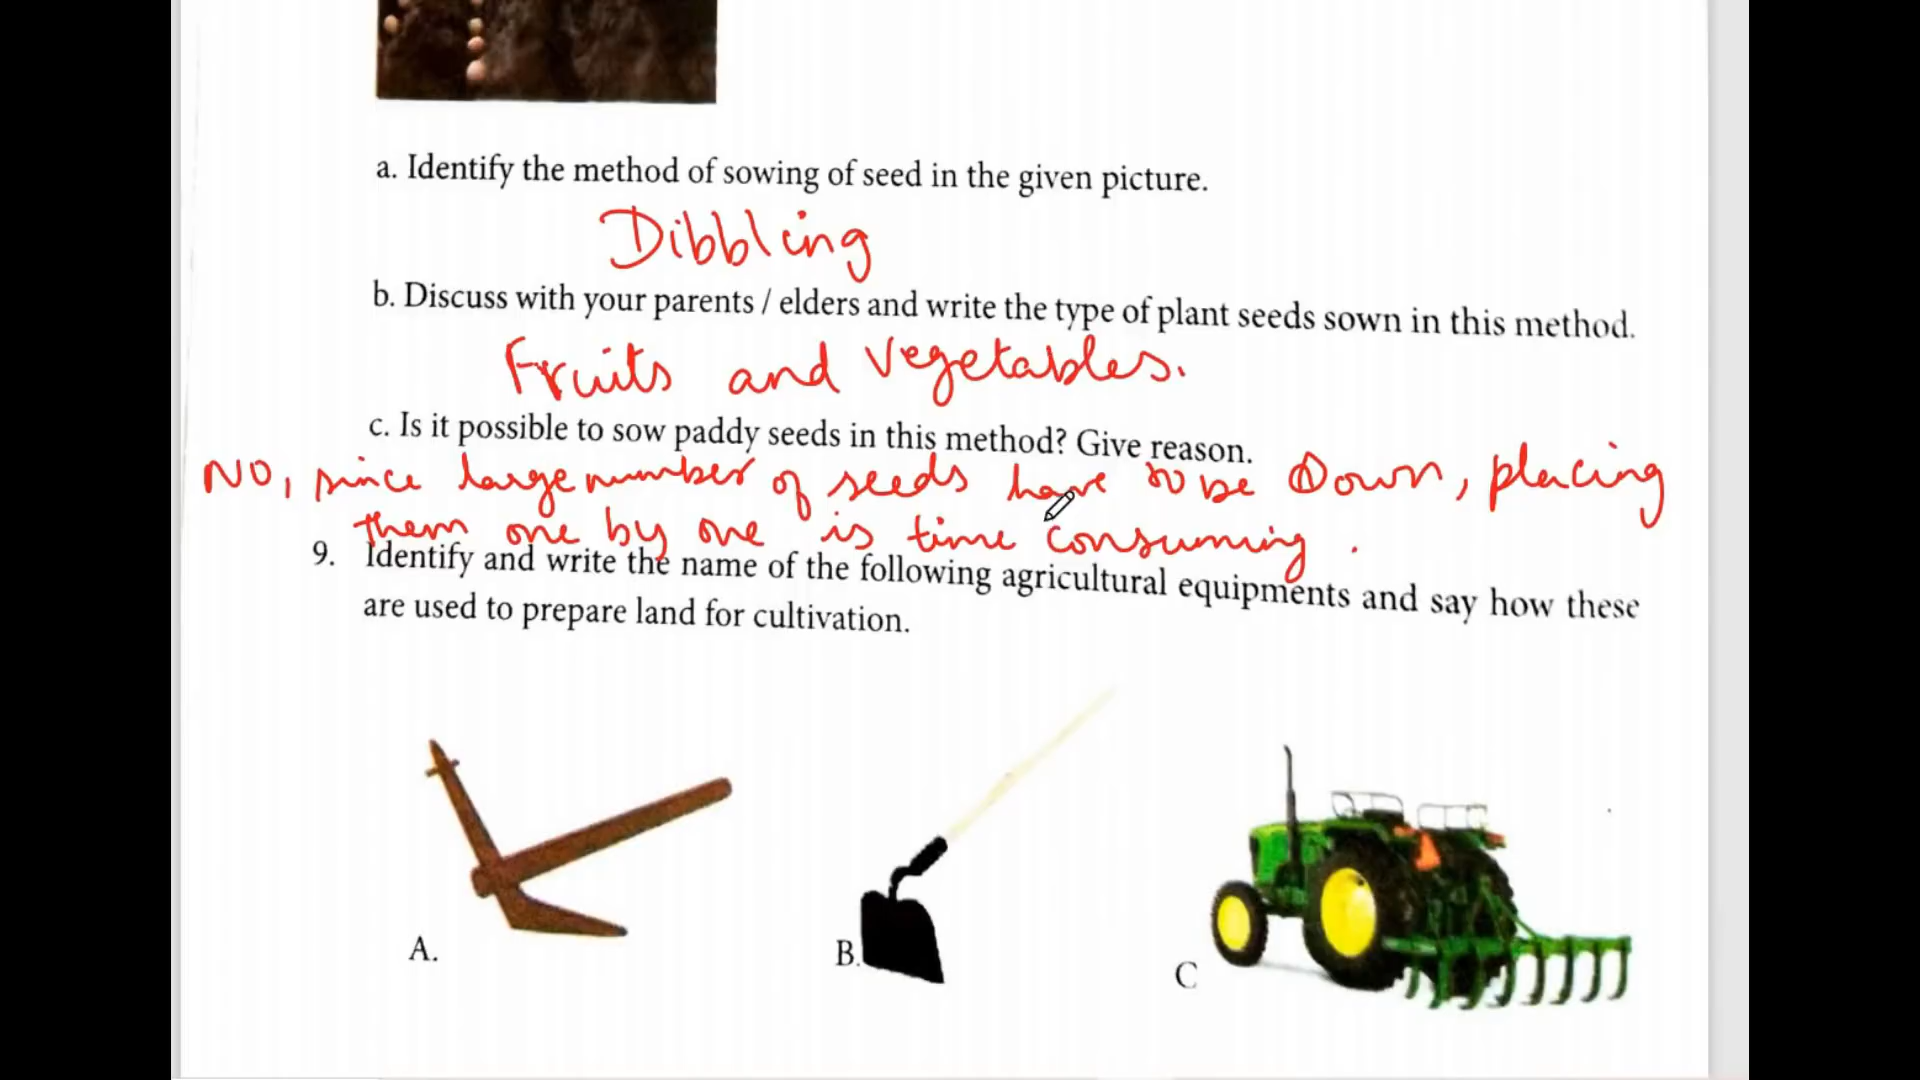 a. Identify the method of sowing of seed in the given picture.
Dibbling
b. Discuss with your parents / elders and write the type of plant seeds sown in this method.
Fruits and vegetables.
c. Is it possible to sow paddy seeds in this method? Give reason.
NO, since large number of seeds have to be Down, placing
them one by one is time consuming.
9. Identify and write the name of the following agricultural equipments and say how these
are used to prepare land for cultivation.
A.
B.
C